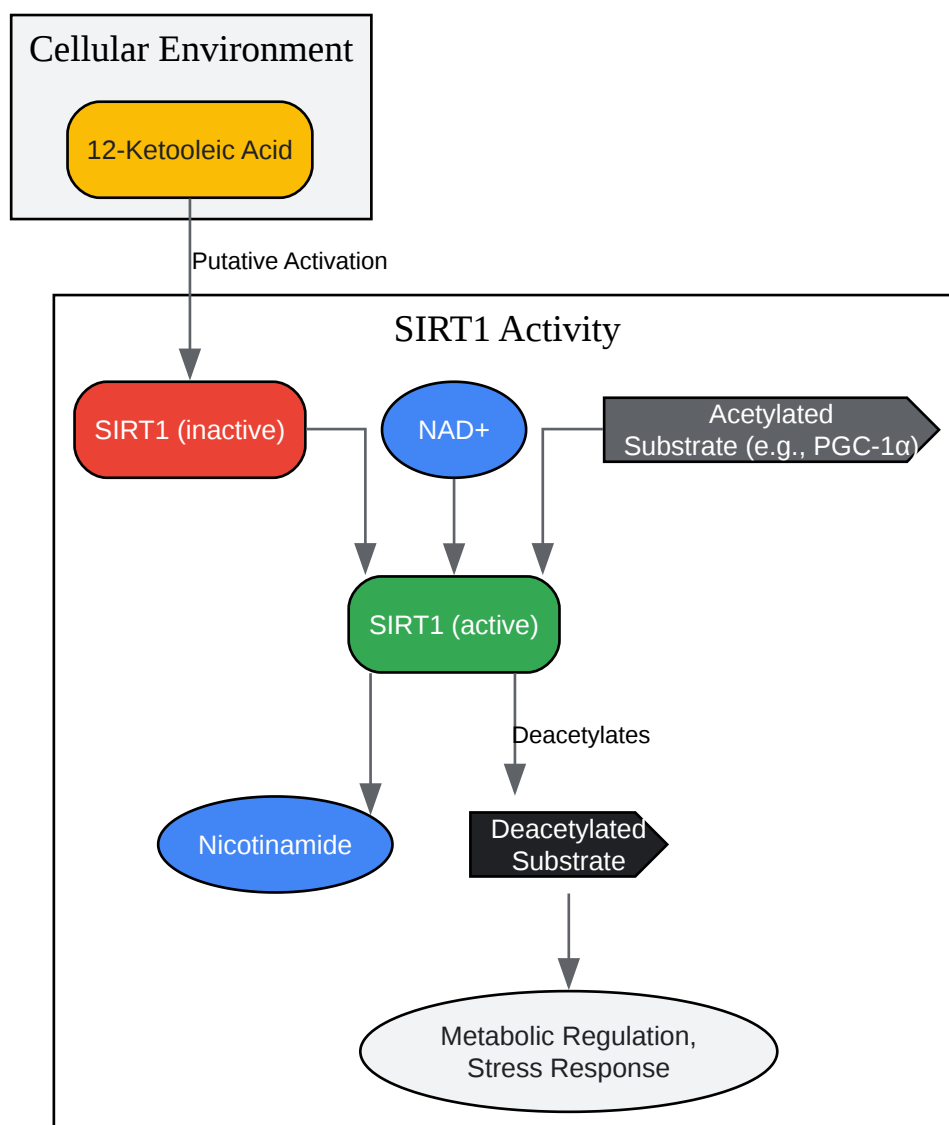 Cellular Environment
12-Ketooleic Acid
Putative Activation
SIRT1 Activity
SIRT1 (inactive)
NAD+
Acetylated
Substrate (e.g., PGC-1α)
SIRT1 (active)
Deacetylates
Nicotinamide
Deacetylated
Substrate
Metabolic Regulation,
Stress Response